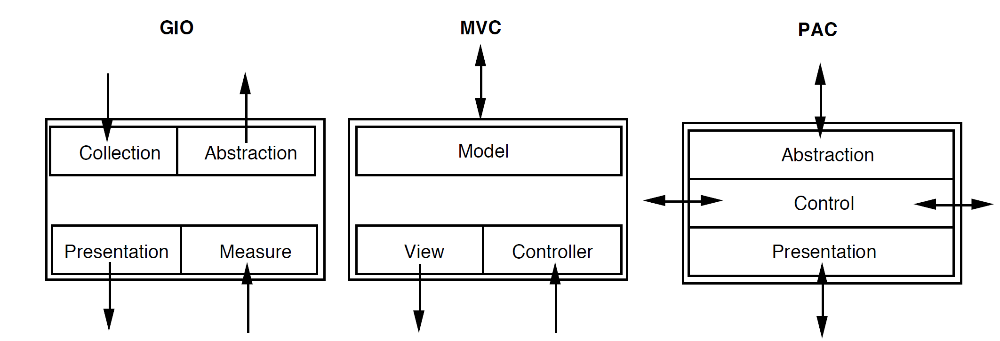 GIO
MVC
PAC
Collection
Abstraction
Model
Abstraction
Control
Presentation
Measure
View
Controller
Presentation